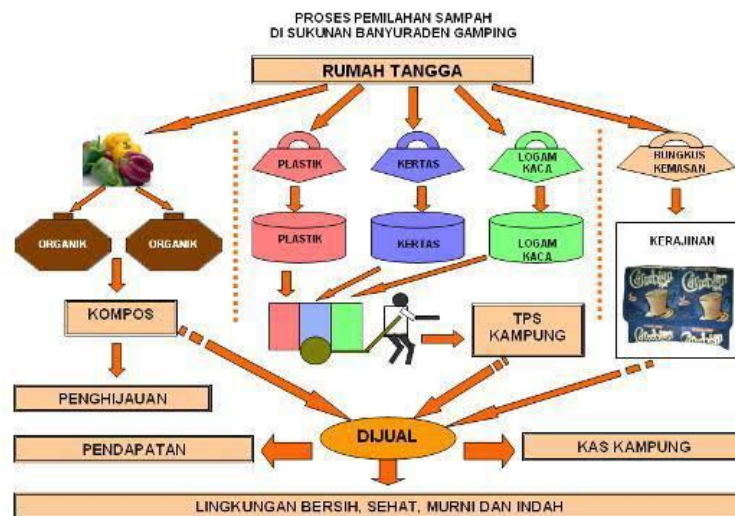 PROSES PEMILAHAN SAMPAH
DI SUKUNAN BANYURADEN GAMPING
RUMAH TANGGA
PLASTIK
KERTAS
LOGAM
KACA
BUNGKUS
KEMASAN
ORGANIK
ORGANIK
PLASTIK
KERTAS
LOGAM
KACA
KERAJINAN
KOMPOS
TPS
KAMPUNG
PENGHIJAUAN
DIJUAL
PENDAPATAN
KAS KAMPUNG
LINGKUNGAN BERSIH, SEHAT, MURNI DAN INDAH